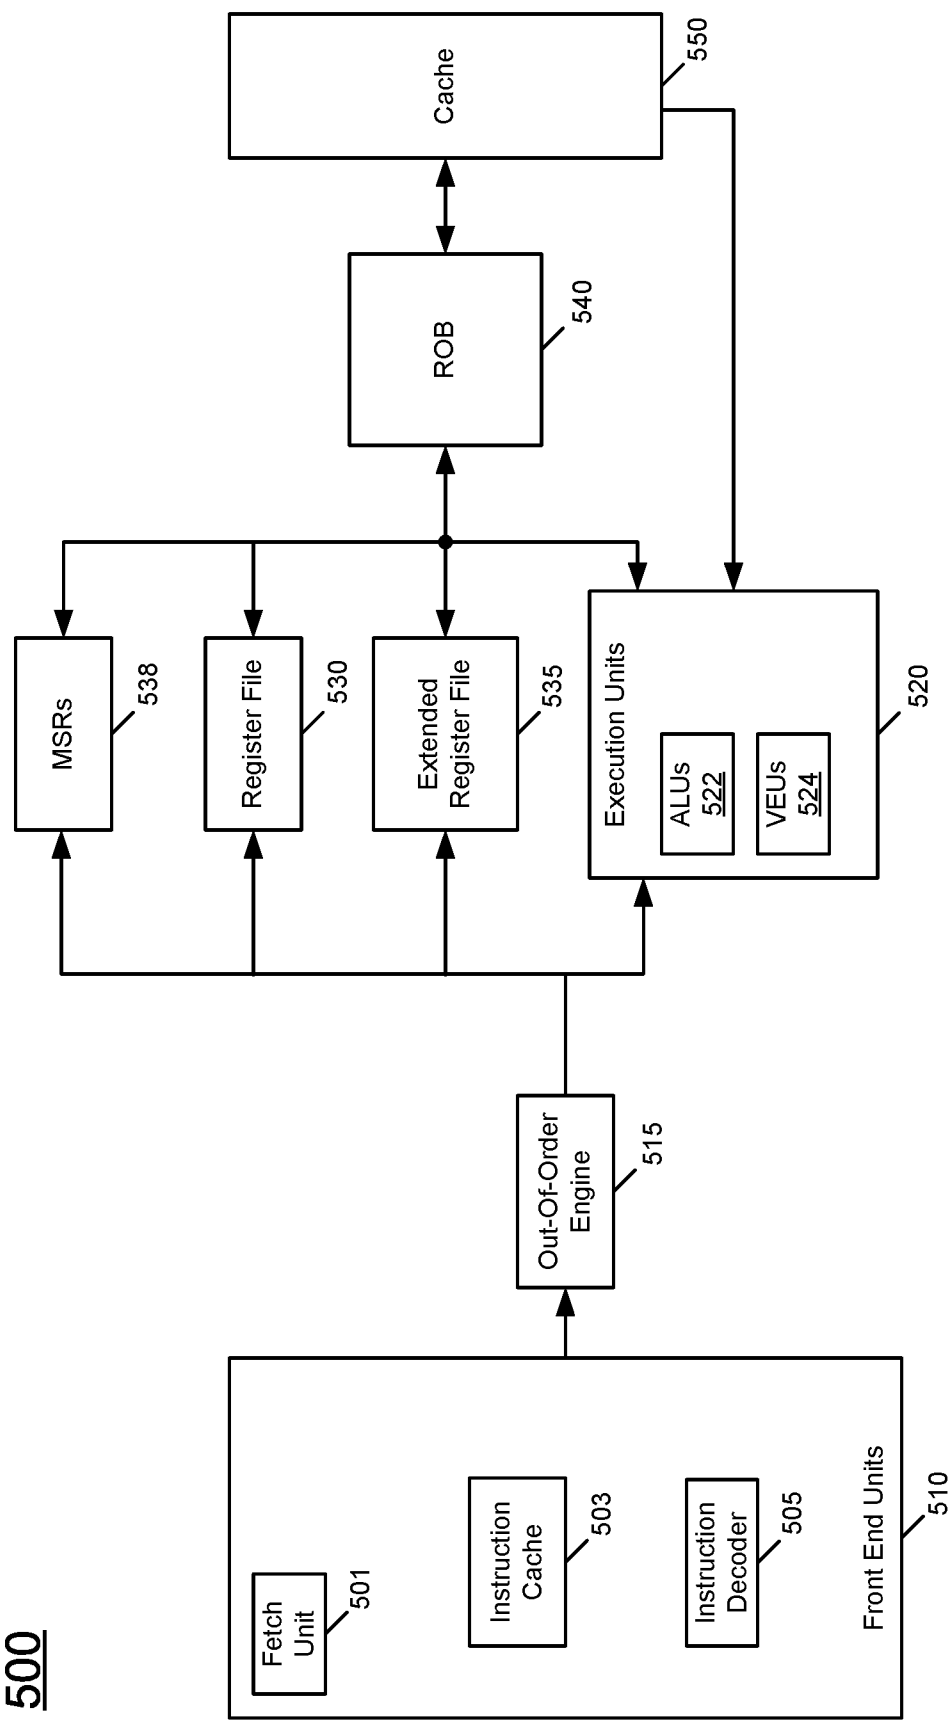 500
Fetch
Unit
501
Instruction
Cache
503
Instruction
Decoder
505
Front End Units
510
Out-Of-Order
Engine
515
MSRs
538
Register File
530
Extended
Register File
535
Execution Units
ALUs
522
VEUs
524
520
ROB
540
Cache
550